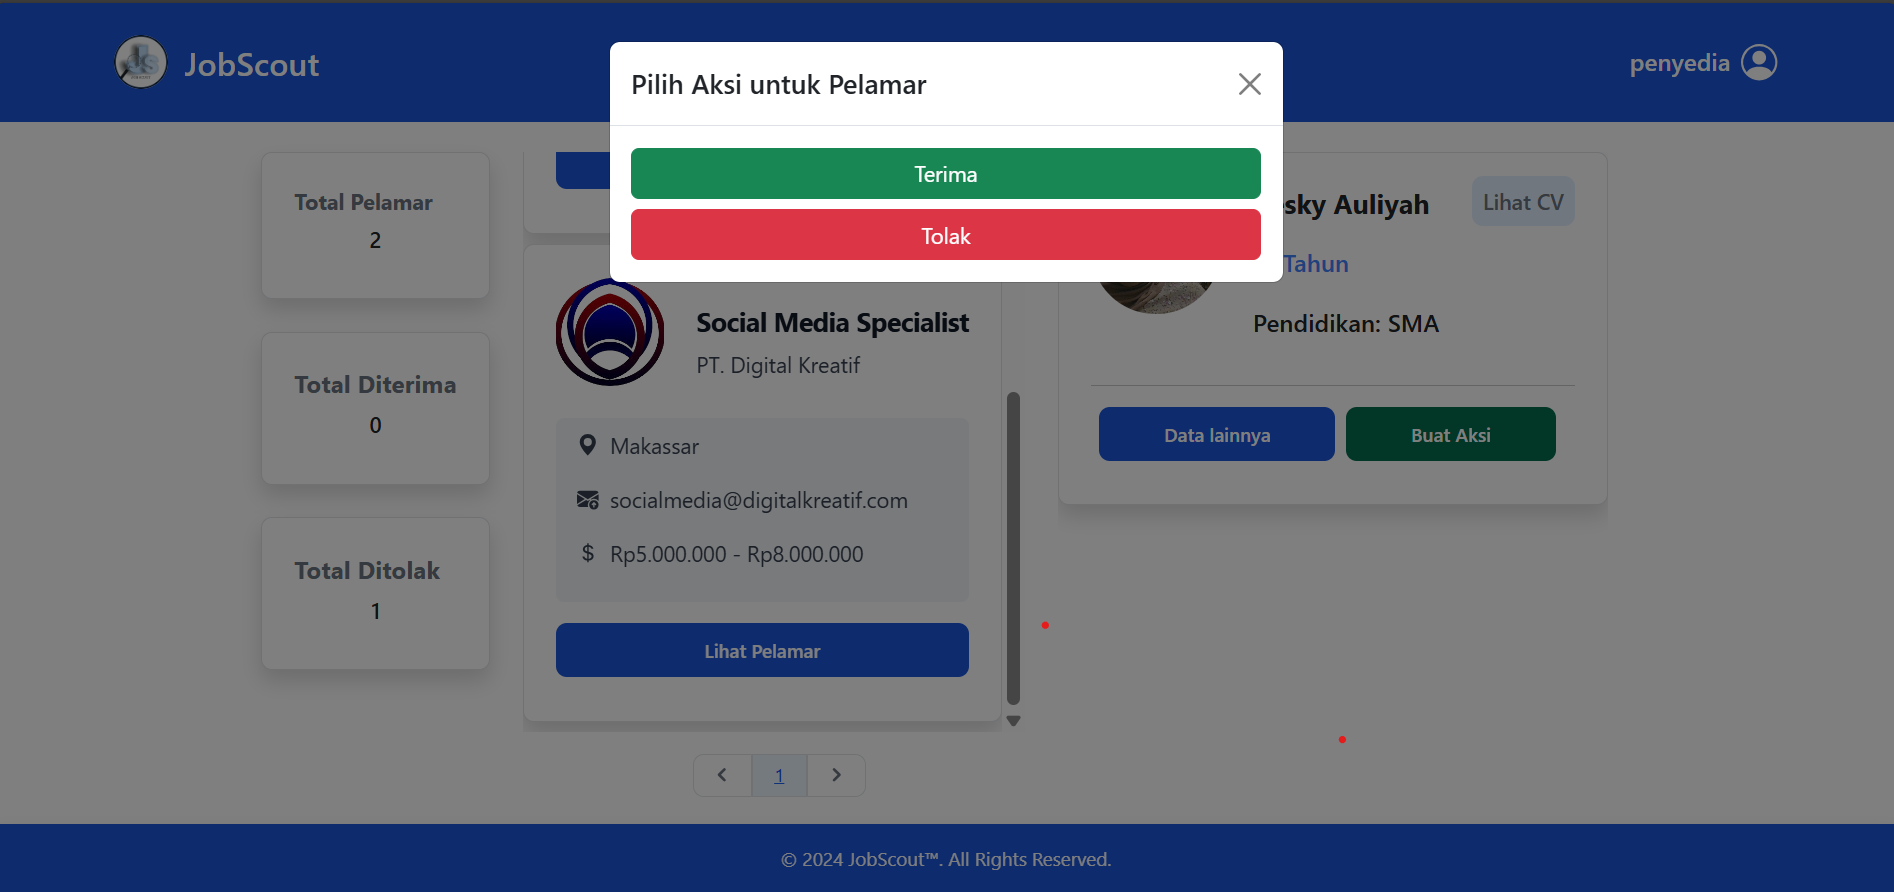 JobScout
penyedia
Pilih Aksi untuk Pelamar
Terima
Tolak
Total Pelamar
2
Total Diterima
0
Total Ditolak
1
Social Media Specialist
PT. Digital Kreatif
Makassar
socialmedia@digitalkreatif.com
$ Rp5.000.000 - Rp8.000.000
Lihat Pelamar
1
Auliyah
Lihat CV
Tahun
Pendidikan: SMA
Data lainnya
Buat Aksi
© 2024 JobScout™. All Rights Reserved.